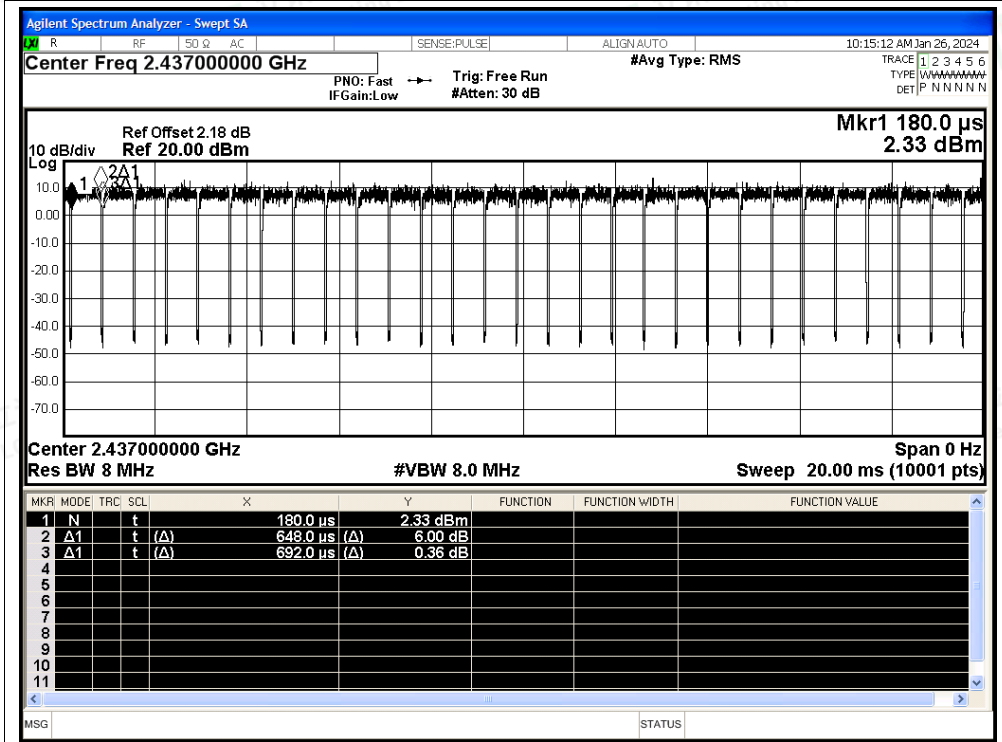 Agilent Spectrum Analyzer - Swept SA
LXI R RF 50 Ω AC SENSE:PULSE ALIGN AUTO 10:15:12 AM Jan 26, 2024
Center Freq 2.437000000 GHz #Avg Type: RMS TRACE 1 2 3 4 5 6
PNO: Fast Trig: Free Run TYPE
IFGain:Low #Atten: 30 dB DET P N N N N N
Mkr1 180.0 µs
Ref Offset 2.18 dB
10 dB/div Ref 20.00 dBm 2.33 dBm
Log
1 2Δ1
3Δ1
10.0
0.00
-10.0
-20.0
-30.0
-40.0
-50.0
-60.0
-70.0
Center 2.437000000 GHz Span 0 Hz
Res BW 8 MHz #VBW 8.0 MHz Sweep 20.00 ms (10001 pts)
MKR MODE TRC SCL X Y FUNCTION FUNCTION WIDTH FUNCTION VALUE
1 N t 180.0 µs 2.33 dBm
2 Δ1 t (Δ) 648.0 µs (Δ) 6.00 dB
3 Δ1 t (Δ) 692.0 µs (Δ) 0.36 dB
4
5
6
7
8
9
10
11
MSG STATUS